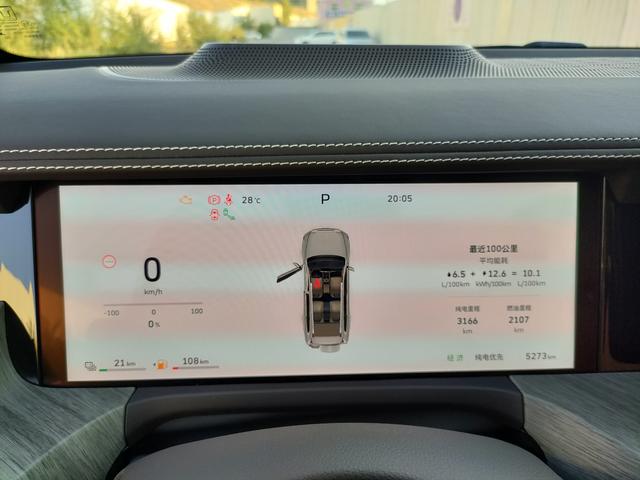 28℃ P 20:05
0
km/h
-100 0 100
0%
21km 108km
最近100公里
平均能耗
6.5 + 12.6 = 10.1
L/100km kWh/100km L/100km
纯电里程 燃油里程
3166 2107
km km
经济 纯电优先 5273km